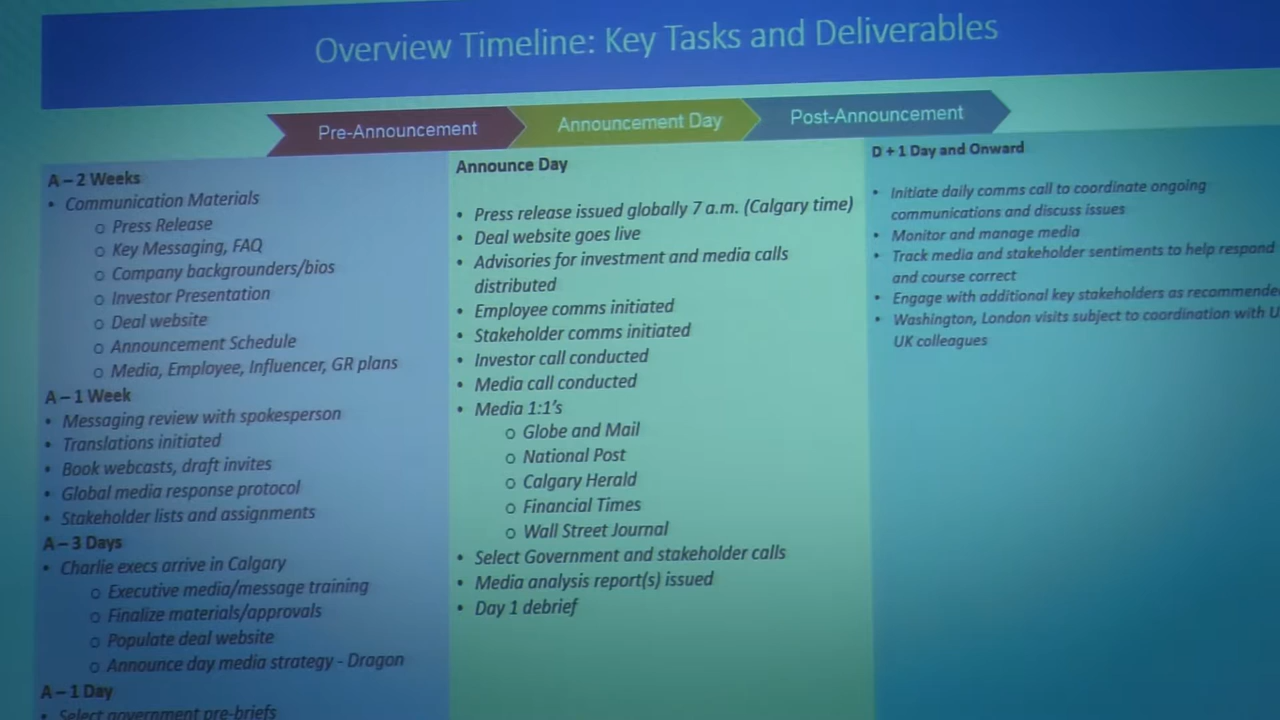 Overview Timeline: Key Tasks and Deliverables
Pre-Announcement
Announcement Day
Post-Announcement
A – 2 Weeks
• Communication Materials
o Press Release
o Key Messaging, FAQ
o Company backgrounders/bios
o Investor Presentation
o Deal website
o Announcement Schedule
o Media, Employee, Influencer, GR plans
A – 1 Week
• Messaging review with spokesperson
• Translations initiated
• Book webcasts, draft invites
• Global media response protocol
• Stakeholder lists and assignments
A – 3 Days
• Charlie execs arrive in Calgary
o Executive media/message training
o Finalize materials/approvals
o Populate deal website
o Announce day media strategy - Dragon
A – 1 Day
• Select government pre-briefs
Announce Day
• Press release issued globally 7 a.m. (Calgary time)
• Deal website goes live
• Advisories for investment and media calls
distributed
• Employee comms initiated
• Stakeholder comms initiated
• Investor call conducted
• Media call conducted
• Media 1:1's
o Globe and Mail
o National Post
o Calgary Herald
o Financial Times
o Wall Street Journal
• Select Government and stakeholder calls
• Media analysis report(s) issued
• Day 1 debrief
D + 1 Day and Onward
• Initiate daily comms call to coordinate ongoing
communications and discuss issues
• Monitor and manage media
• Track media and stakeholder sentiments to help respond
and course correct
• Engage with additional key stakeholders as recommende
• Washington, London visits subject to coordination with U
UK colleagues